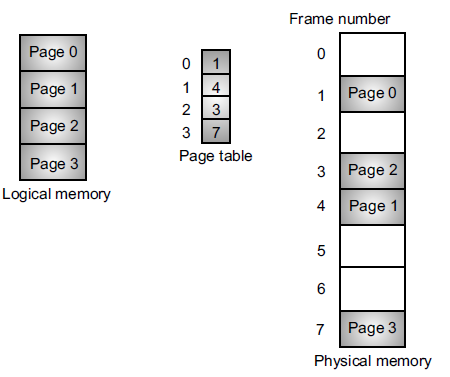 Page 0
Page 1
Page 2
Page 3
Logical memory
0 1
1 4
2 3
3 7
Page table
Frame number
0
1 Page 0
2
3 Page 2
4 Page 1
5
6
7 Page 3
Physical memory